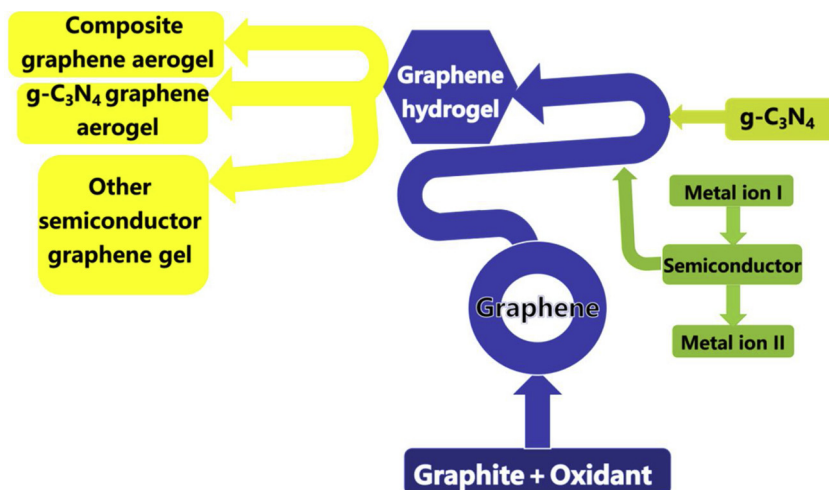 Composite
graphene aerogel
g-C₃N₄ graphene
aerogel
Other
semiconductor
graphene gel
Graphene
hydrogel
g-C₃N₄
Metal ion I
Semiconductor
Metal ion II
Graphene
Graphite + Oxidant